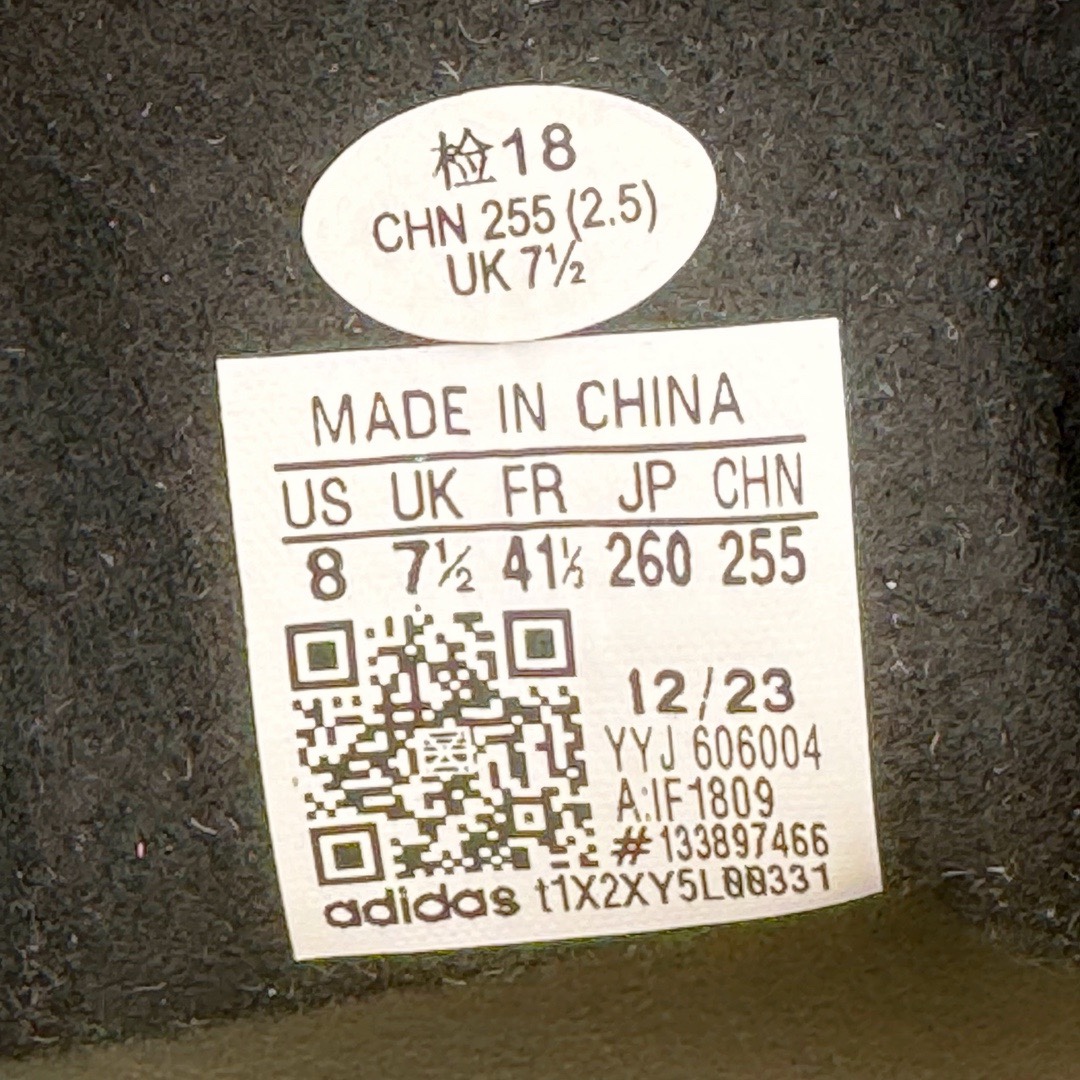 检18
CHN 255 (2.5)
UK 7½
MADE IN CHINA
US UK FR JP CHN
8 7½ 41⅓ 260 255
12/23
YYJ 606004
A:IF1809
#133897466
adidas